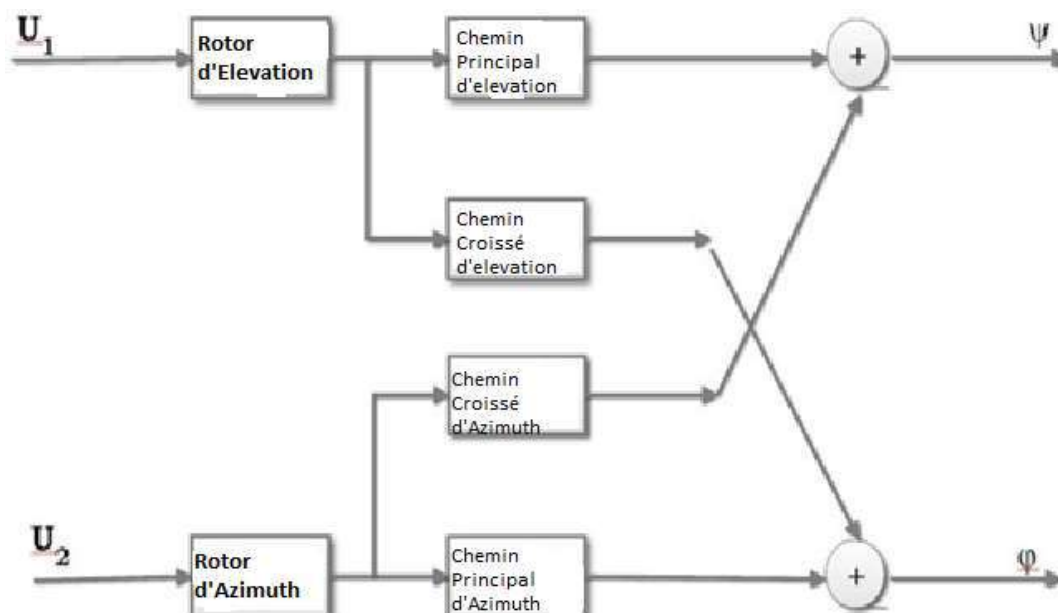 U1
Rotor
d'Elevation
Chemin
Principal
d'elevation
+
ψ
Chemin
Croissé
d'elevation
Chemin
Croissé
d'Azimuth
U2
Rotor
d'Azimuth
Chemin
Principal
d'Azimuth
+
φ